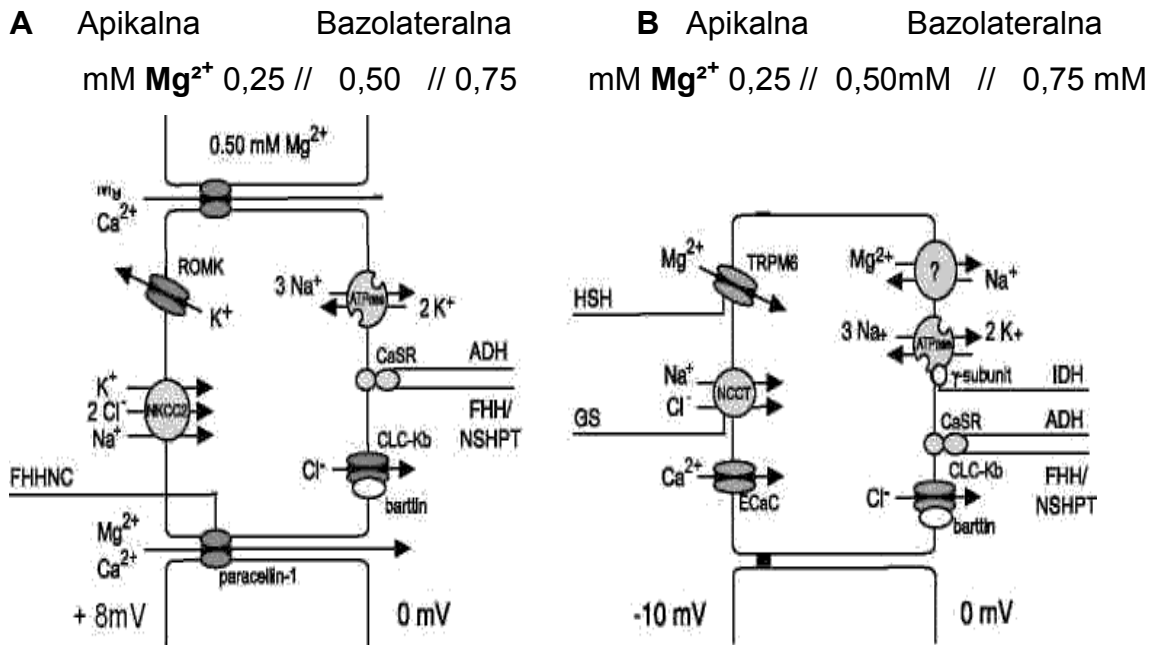 A Apikalna Bazolateralna
mM Mg²⁺ 0,25 // 0,50 // 0,75
0.50 mM Mg²⁺
Ca²⁺
ROMK
K⁺
3 Na⁺
ATPase
2 K⁺
CaSR
ADH
FHH/
NSHPT
K⁺
2 Cl⁻
Na⁺
NKCC2
CLC-Kb
Cl⁻
barttin
FHHNC
Mg²⁺
Ca²⁺
paracellin-1
+ 8mV
0 mV
B Apikalna Bazolateralna
mM Mg²⁺ 0,25 // 0,50mM // 0,75 mM
Mg²⁺
TRPM6
HSH
Mg²⁺
?
Na⁺
3 Na+
ATPase
2 K+
γ-subunit
IDH
Na⁺
Cl⁻
NCCT
GS
CaSR
ADH
FHH/
NSHPT
Ca²⁺
ECaC
CLC-Kb
Cl⁻
barttin
-10 mV
0 mV